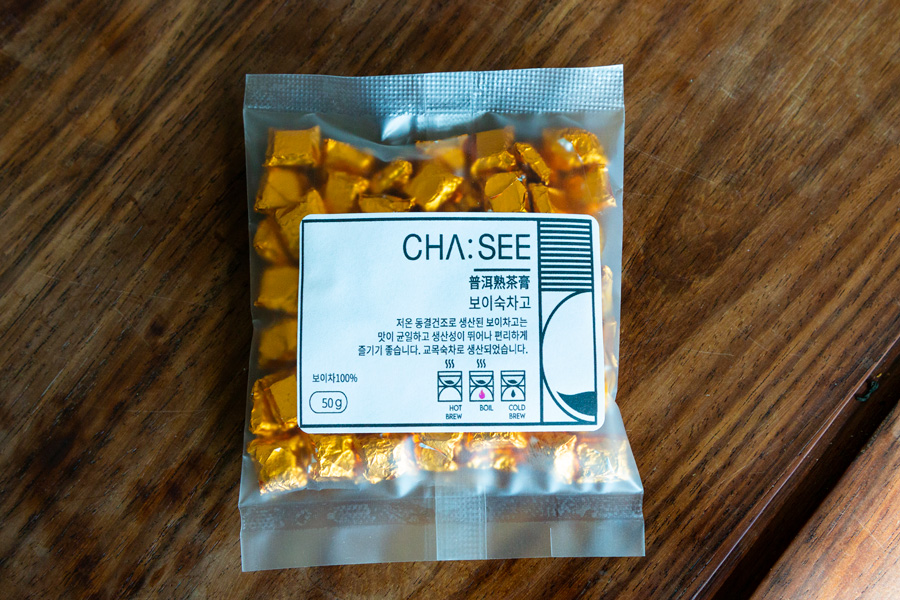 CHA:SEE
普洱熟茶膏
보이숙차고
저온 동결건조로 생산된 보이차고는
맛이 균일하고 생산성이 뛰어나 편리하게
즐기기 좋습니다. 교목숙차로 생산되었습니다.
보이차100%
50g
HOT BREW
BOIL
COLD BREW